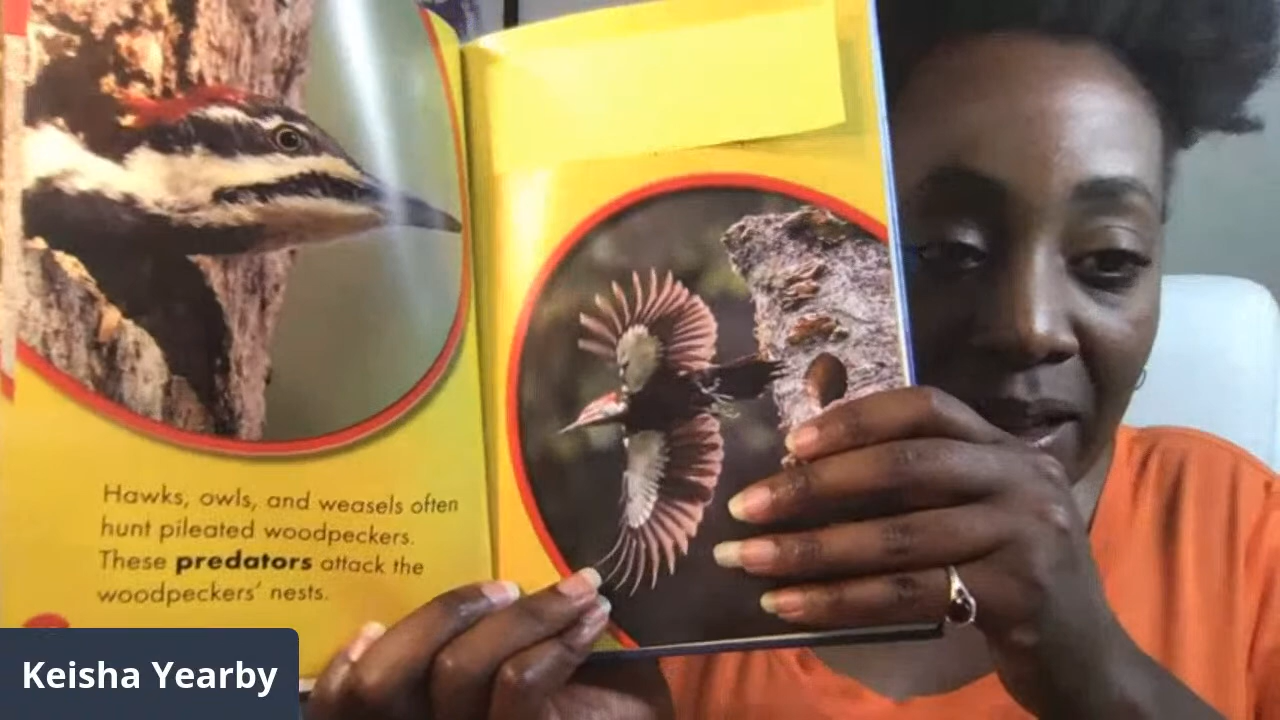 Hawks, owls, and weasels often
hunt pileated woodpeckers.
These predators attack the
woodpeckers' nests.
Keisha Yearby